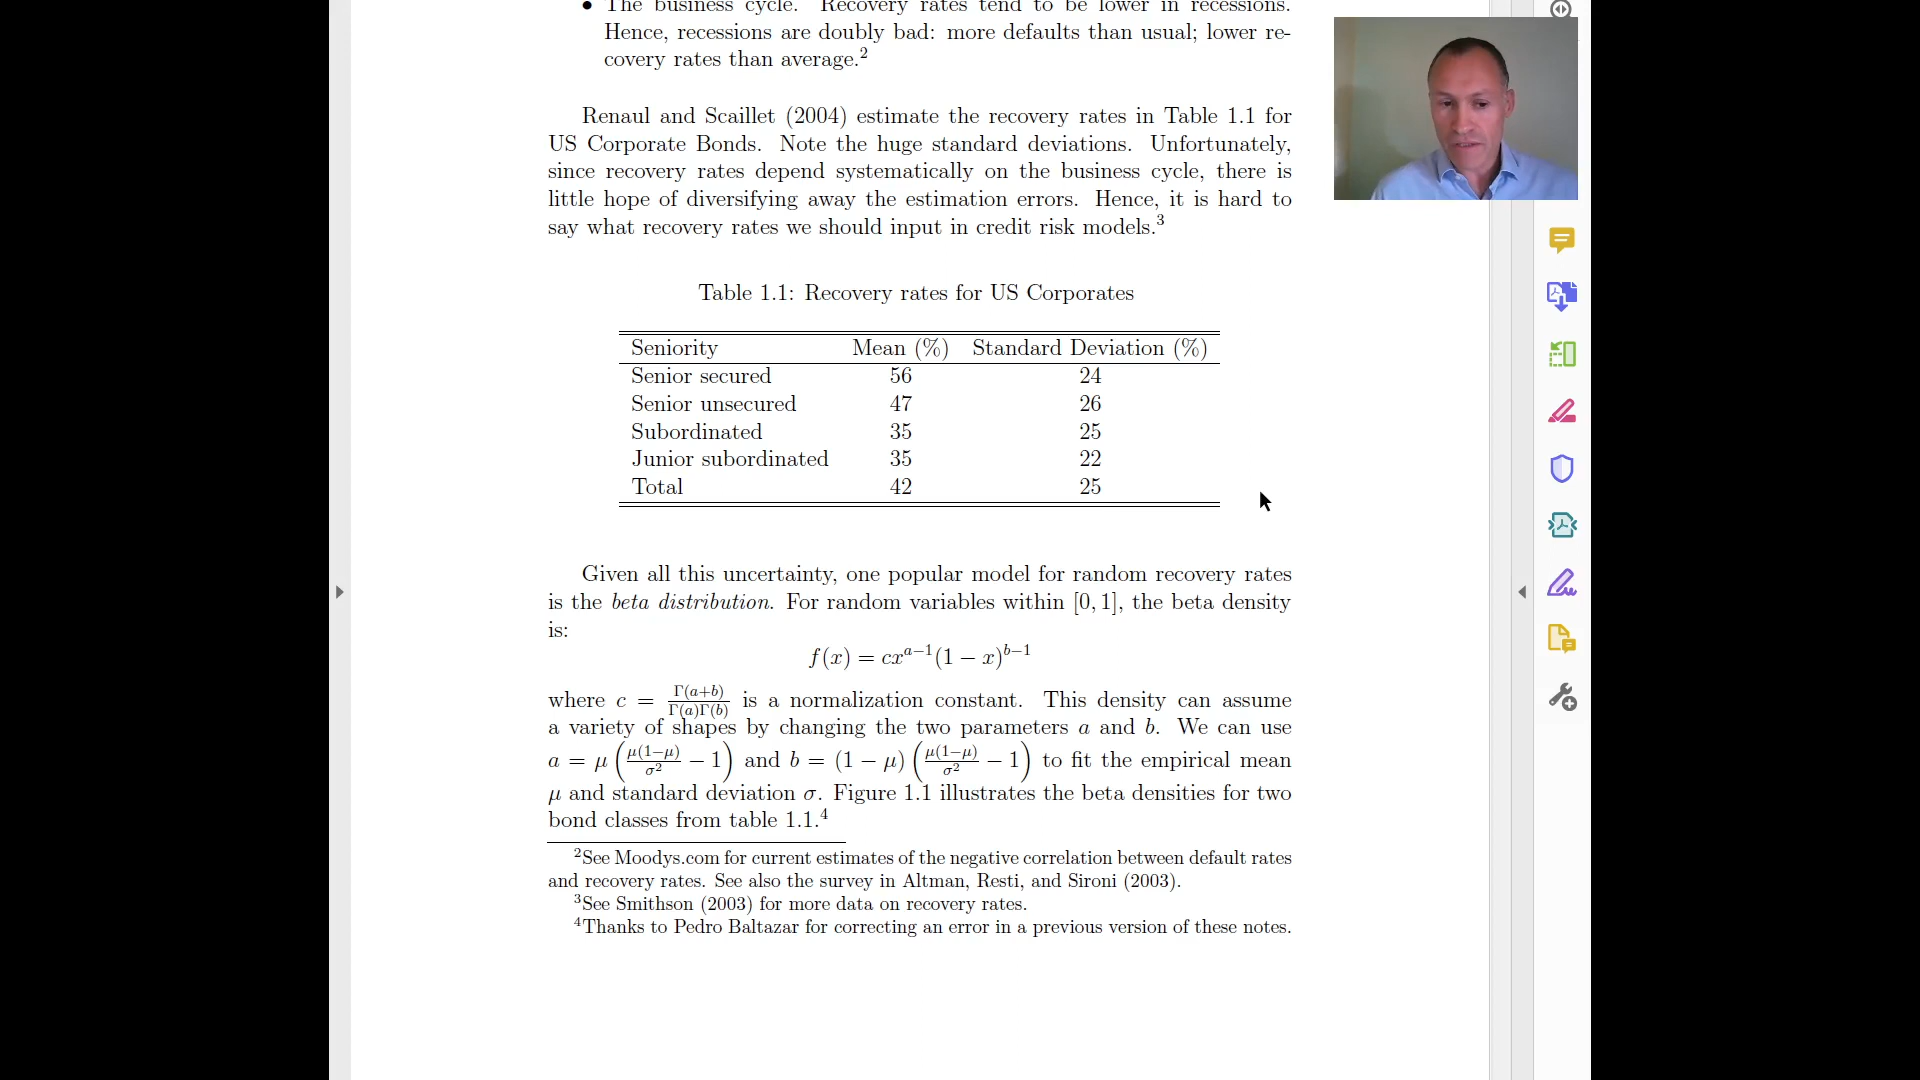 • The business cycle. Recovery rates tend to be lower in recessions.
Hence, recessions are doubly bad: more defaults than usual; lower re-
covery rates than average.²
Renaul and Scaillet (2004) estimate the recovery rates in Table 1.1 for
US Corporate Bonds. Note the huge standard deviations. Unfortunately,
since recovery rates depend systematically on the business cycle, there is
little hope of diversifying away the estimation errors. Hence, it is hard to
say what recovery rates we should input in credit risk models.³
Table 1.1: Recovery rates for US Corporates
Seniority Mean (%) Standard Deviation (%)
Senior secured 56 24
Senior unsecured 47 26
Subordinated 35 25
Junior subordinated 35 22
Total 42 25
Given all this uncertainty, one popular model for random recovery rates
is the beta distribution. For random variables within [0, 1], the beta density
is:
f(x) = cx^{a−1}(1 − x)^{b−1}
where c = Γ(a+b)/Γ(a)Γ(b) is a normalization constant. This density can assume
a variety of shapes by changing the two parameters a and b. We can use
a = μ (μ(1−μ)/σ² − 1) and b = (1 − μ) (μ(1−μ)/σ² − 1) to fit the empirical mean
μ and standard deviation σ. Figure 1.1 illustrates the beta densities for two
bond classes from table 1.1.⁴
²See Moodys.com for current estimates of the negative correlation between default rates
and recovery rates. See also the survey in Altman, Resti, and Sironi (2003).
³See Smithson (2003) for more data on recovery rates.
⁴Thanks to Pedro Baltazar for correcting an error in a previous version of these notes.